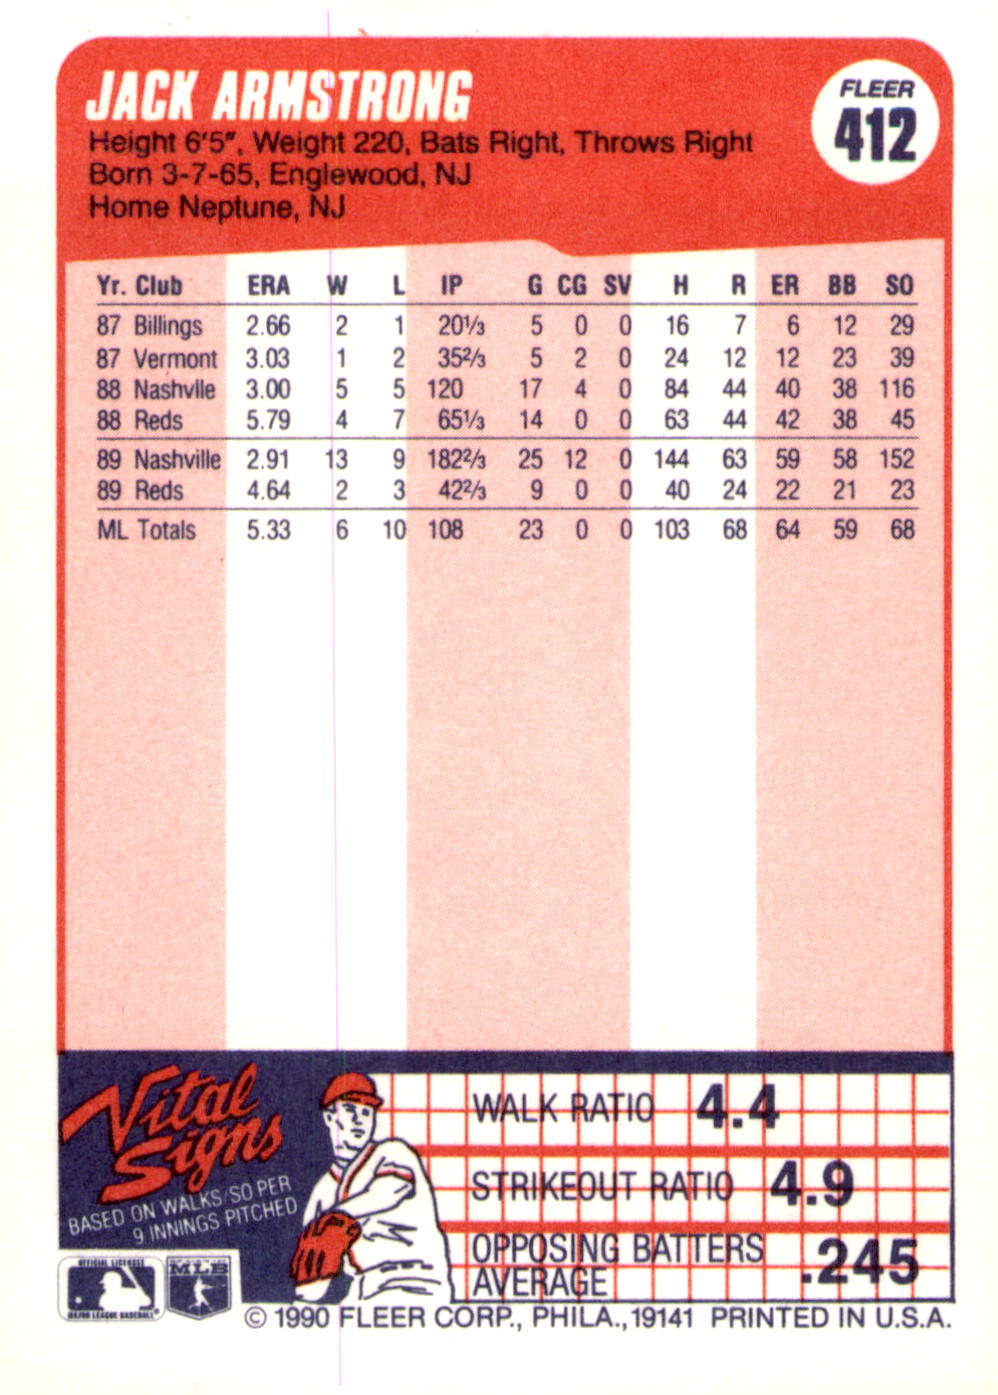 JACK ARMSTRONG
FLEER
412
Height 6'5", Weight 220, Bats Right, Throws Right
Born 3-7-65, Englewood, NJ
Home Neptune, NJ
Yr. Club ERA W L IP G CG SV H R ER BB SO
87 Billings 2.66 2 1 20⅓ 5 0 0 16 7 6 12 29
87 Vermont 3.03 1 2 35⅔ 5 2 0 24 12 12 23 39
88 Nashvlle 3.00 5 5 120 17 4 0 84 44 40 38 116
88 Reds 5.79 4 7 65⅓ 14 0 0 63 44 42 38 45
89 Nashville 2.91 13 9 182⅔ 25 12 0 144 63 59 58 152
89 Reds 4.64 2 3 42⅔ 9 0 0 40 24 22 21 23
ML Totals 5.33 6 10 108 23 0 0 103 68 64 59 68
Vital
Signs
BASED ON WALKS/SO PER
9 INNINGS PITCHED
WALK RATIO 4.4
STRIKEOUT RATIO 4.9
OPPOSING BATTERS
AVERAGE .245
OFFICIAL LICENSEE
MAJOR LEAGUE BASEBALL
MLB
© 1990 FLEER CORP., PHILA., 19141 PRINTED IN U.S.A.